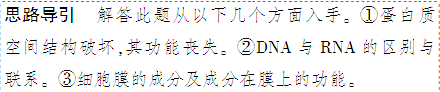 思路导引 解答此题从以下几个方面入手。①蛋白质
空间结构破坏,其功能丧失。②DNA 与 RNA 的区别与
联系。③细胞膜的成分及成分在膜上的功能。